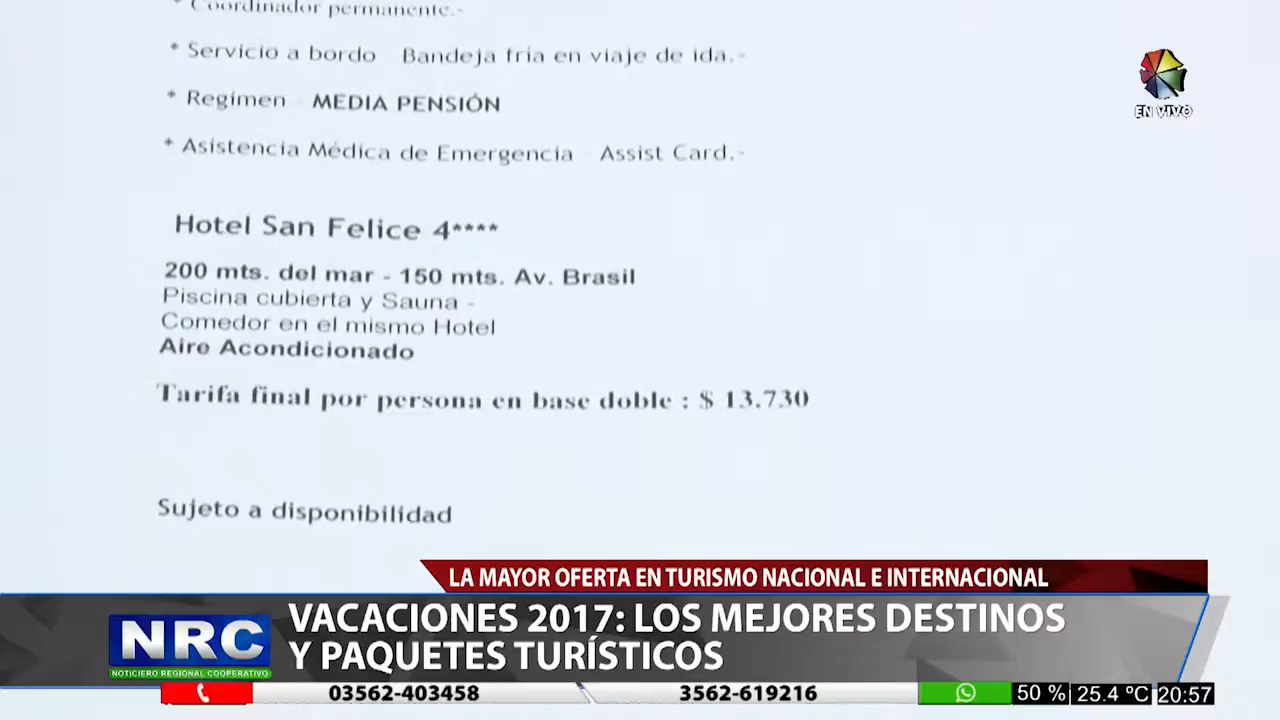 * Coordinador permanente.-
* Servicio a bordo Bandeja fria en viaje de ida.-
EN VIVO
* Regimen - MEDIA PENSIÓN
* Asistencia Médica de Emergencia - Assist Card.-
Hotel San Felice 4****
200 mts. del mar - 150 mts. Av. Brasil
Piscina cubierta y Sauna -
Comedor en el mismo Hotel
Aire Acondicionado
Tarifa final por persona en base doble : $ 13.730
Sujeto a disponibilidad
LA MAYOR OFERTA EN TURISMO NACIONAL E INTERNACIONAL
VACACIONES 2017: LOS MEJORES DESTINOS
Y PAQUETES TURÍSTICOS
NRC
NOTICIERO REGIONAL COOPERATIVO
03562-403458 3562-619216 50 % 25.4 ºC 20:57